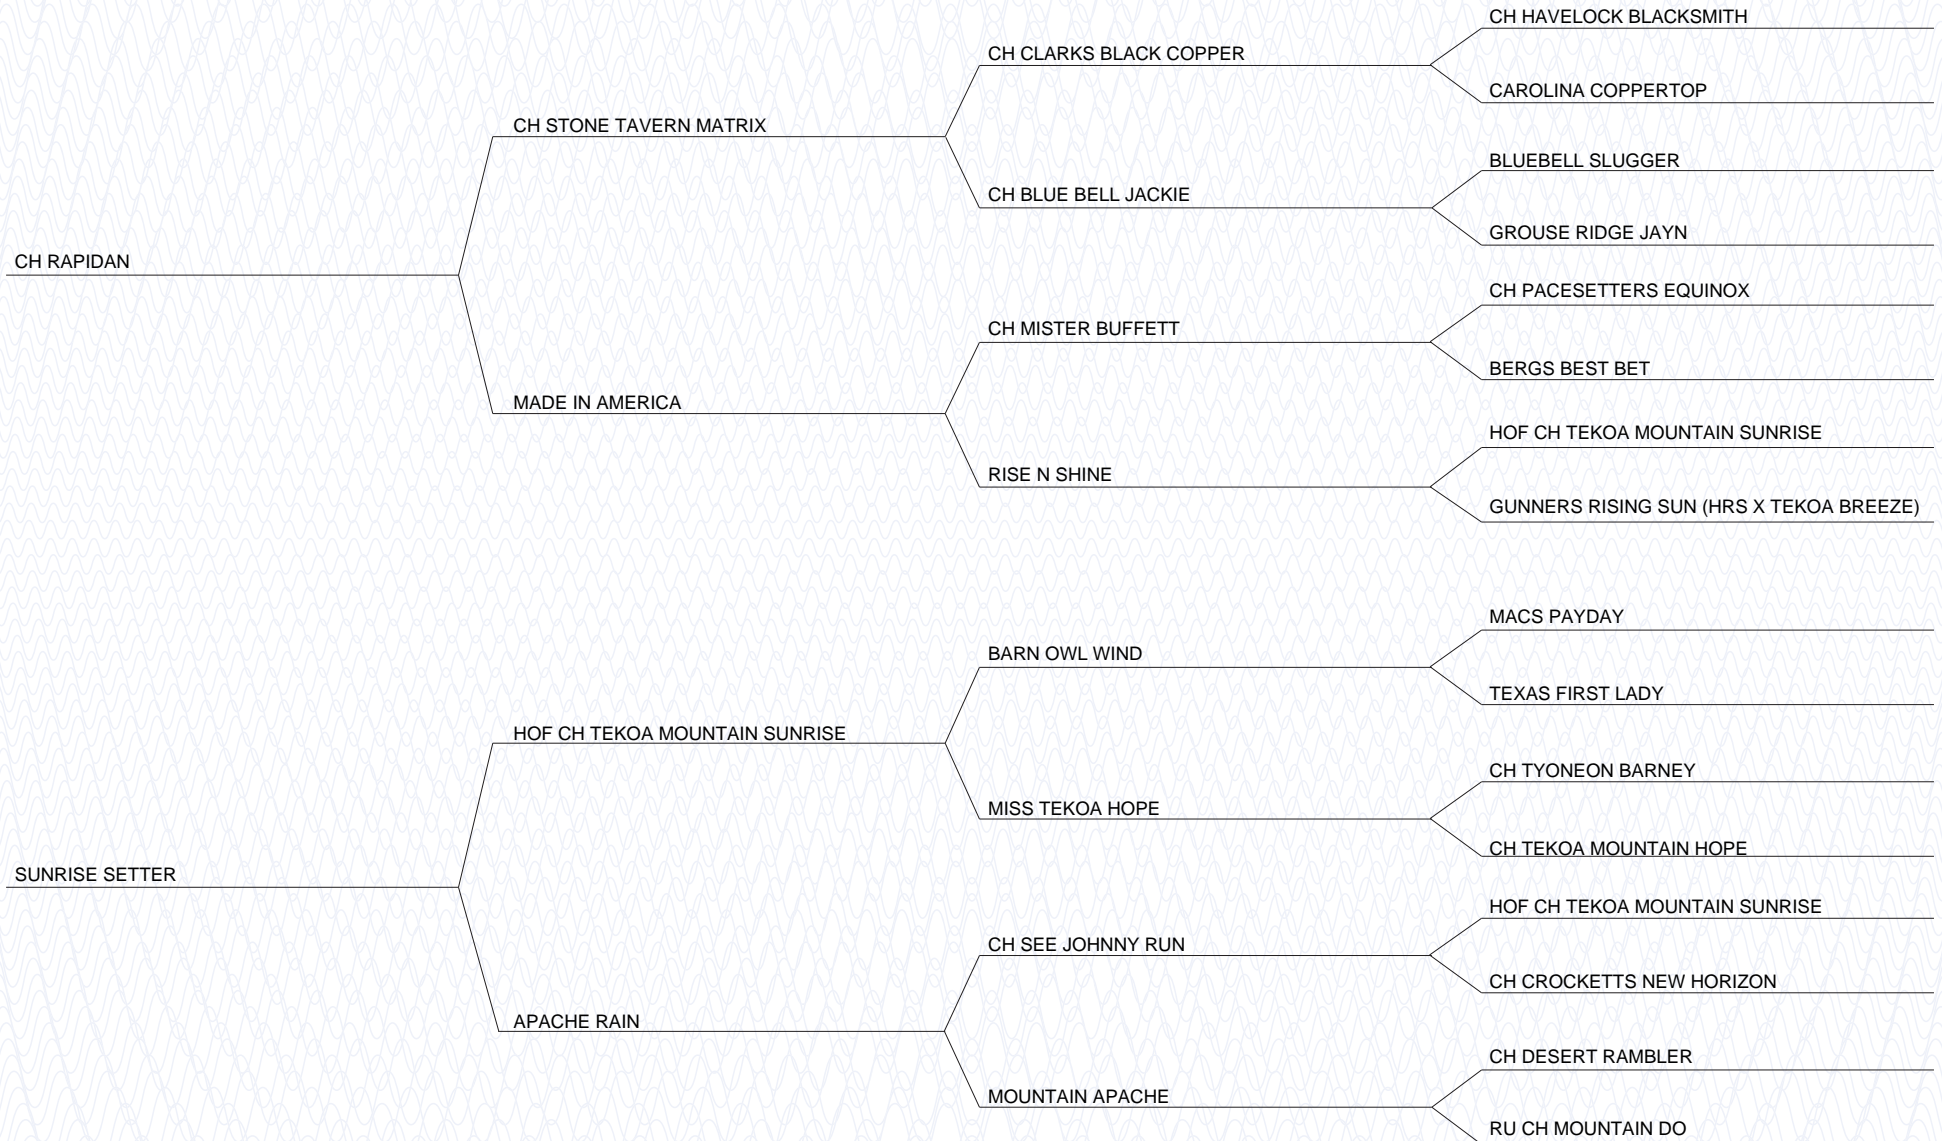 CH HAVELOCK BLACKSMITH
CH CLARKS BLACK COPPER
CAROLINA COPPERTOP
CH STONE TAVERN MATRIX
BLUEBELL SLUGGER
CH BLUE BELL JACKIE
GROUSE RIDGE JAYN
CH RAPIDAN
CH PACESETTERS EQUINOX
CH MISTER BUFFETT
BERGS BEST BET
MADE IN AMERICA
HOF CH TEKOA MOUNTAIN SUNRISE
RISE N SHINE
GUNNERS RISING SUN (HRS X TEKOA BREEZE)
MACS PAYDAY
BARN OWL WIND
TEXAS FIRST LADY
HOF CH TEKOA MOUNTAIN SUNRISE
CH TYONEON BARNEY
MISS TEKOA HOPE
CH TEKOA MOUNTAIN HOPE
SUNRISE SETTER
HOF CH TEKOA MOUNTAIN SUNRISE
CH SEE JOHNNY RUN
CH CROCKETTS NEW HORIZON
APACHE RAIN
CH DESERT RAMBLER
MOUNTAIN APACHE
RU CH MOUNTAIN DO